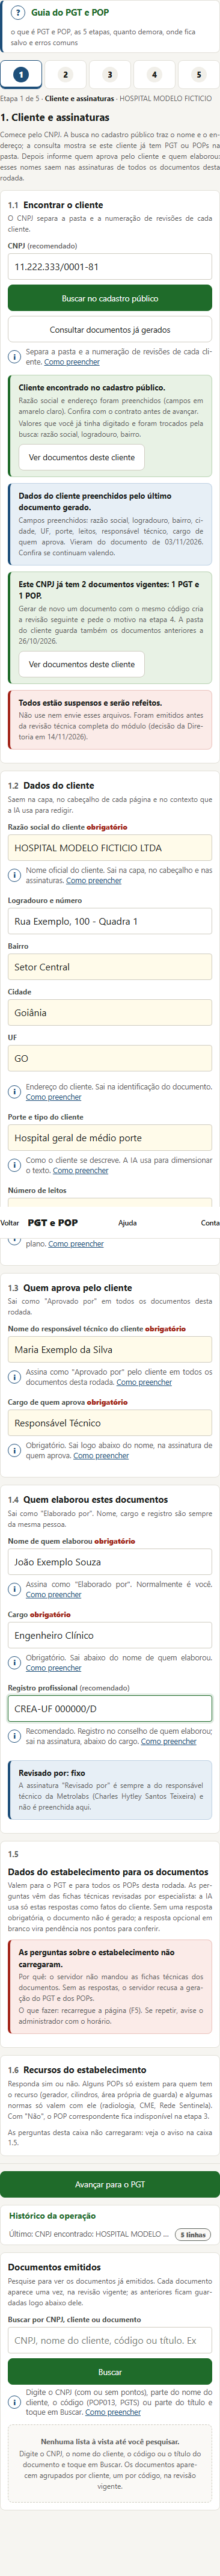 ? Guia do PGT e POP
o quê é PGT e POP, as 5 etapas, quanto demora, onde fica
salvo e erros comuns
1 2 3 4 5
Etapa 1 de 5 · Cliente e assinaturas · HOSPITAL MODELO FICTICIO
1. Cliente e assinaturas
Comece pelo CNPJ. A busca no cadastro público traz o nome e o en-
dereço; a consulta mostra se este cliente já tem PGT ou POPs na
pasta. Depois informe quem aprova pelo cliente e quem elaborou:
esses nomes saem nas assinaturas de todos os documentos desta
rodada.
1.1 Encontrar o cliente
O CNPJ separa a pasta e a numeração de revisões de cada
cliente.
CNPJ (recomendado)
11.222.333/0001-81
Buscar no cadastro público
Consultar documentos já gerados
i Separa a pasta e a numeração de revisões do cli-
ente. Como preencher
Cliente encontrado no cadastro público.
Razão social e endereço foram preenchidos (campos em
amarelo claro). Confira com o contrato antes de avançar.
Valores que você já tinha digitado e foram trocados pela
busca: razão social, logradouro, bairro.
Ver documentos deste cliente
Dados do cliente preenchidos pelo último
documento gerado.
Campos preenchidos: razão social, logradouro, bairro, ci-
dade, UF, porte, leitos, responsável técnico, cargo de
quem aprova. Vieram do documento de 03/11/2026.
Confira se continuam valendo.
Este CNPJ já tem 2 documentos vigentes: 1 PGT e
1 POP.
Gerar de novo um documento com o mesmo código cria
a revisão seguinte e pede o motivo na etapa 4. A pasta
do cliente guarda também os documentos anteriores a
26/10/2026.
Ver documentos deste cliente
Todos estão suspensos e serão refeitos.
Não use nem envie esses arquivos. Foram emitidos antes
da revisão técnica completa do módulo (decisão da Dire-
toria em 14/11/2026).
1.2 Dados do cliente
Saem na capa, no cabeçalho de cada página e no contexto que
a IA usa para redigir.
Razão social do cliente obrigatório
HOSPITAL MODELO FICTICIO LTDA
i Nome oficial do cliente. Sai na capa, no cabeçalho e nas
assinaturas. Como preencher
Logradouro e número
Rua Exemplo, 100 - Quadra 1
Bairro
Setor Central
Cidade
Goiânia
UF
GO
i Endereço do cliente. Sai na identificação do documento.
Como preencher
Porte e tipo do cliente
Hospital geral de médio porte
i Como o cliente se descreve. A IA usa para dimensionar
o texto. Como preencher
Número de leitos
Voltar PGT e POP Ajuda Conta
plano. Como preencher
1.3 Quem aprova pelo cliente
Sai como "Aprovado por" em todos os documentos desta
rodada.
Nome do responsável técnico do cliente obrigatório
Maria Exemplo da Silva
i Assina como "Aprovado por" pelo cliente em todos os
documentos desta rodada. Como preencher
Cargo de quem aprova obrigatório
Responsável Técnico
i Obrigatório. Sai logo abaixo do nome, na assinatura de
quem aprova. Como preencher
1.4 Quem elaborou estes documentos
Sai como "Elaborado por". Nome, cargo e registro são sempre
da mesma pessoa.
Nome de quem elaborou obrigatório
João Exemplo Souza
i Assina como "Elaborado por". Normalmente é você.
Como preencher
Cargo obrigatório
Engenheiro Clínico
i Obrigatório. Sai abaixo do nome de quem elaborou.
Como preencher
Registro profissional (recomendado)
CREA-UF 000000/D
i Recomendado. Registro no conselho de quem elaborou;
sai na assinatura, abaixo do cargo. Como preencher
Revisado por: fixo
A assinatura "Revisado por" é sempre a do responsável
técnico da Metrolabs (Charles Hytley Santos Teixeira) e
não é preenchida aqui.
1.5
Dados do estabelecimento para os documentos
Valem para o PGT e para todos os POPs desta rodada. As per-
guntas vêm das fichas técnicas revisadas por especialista: a IA
usa só estas respostas como fatos do cliente. Sem uma resposta
obrigatória, o documento não é gerado; a resposta opcional em
branco vira pendência nos pontos para conferir.
As perguntas sobre o estabelecimento não
carregaram.
Por quê: o servidor não mandou as fichas técnicas dos
documentos. Sem as respostas, o servidor recusa a gera-
ção do PGT e dos POPs.
O que fazer: recarregue a página (F5). Se repetir, avise o
administrador com o horário.
1.6 Recursos do estabelecimento
Responda sim ou não. Alguns POPs só existem para quem tem
o recurso (gerador, cilindros, área própria de guarda) e algumas
normas só valem com ele (radiologia, CME, Rede Sentinela).
Com "Não", o POP correspondente fica indisponível na etapa 3.
As perguntas desta caixa não carregaram: veja o aviso na caixa
1.5.
Avançar para o PGT
Histórico da operação
Último: CNPJ encontrado: HOSPITAL MODELO ... 5 linhas
Documentos emitidos
Pesquise para ver os documentos já emitidos. Cada documento
aparece uma vez, na revisão vigente; as anteriores ficam guar-
dadas logo abaixo dele.
Buscar por CNPJ, cliente ou documento
CNPJ, nome do cliente, código ou título. Ex
Buscar
i Digite o CNPJ (com ou sem pontos), parte do nome do
cliente, o código (POP013, PGTS) ou parte do título e
toque em Buscar. Como preencher
Nenhuma lista à vista até você pesquisar.
Digite o CNPJ, o nome do cliente, o código ou o título do
documento e toque em Buscar. Os documentos apare-
cem agrupados por cliente, um por código, na revisão
vigente.